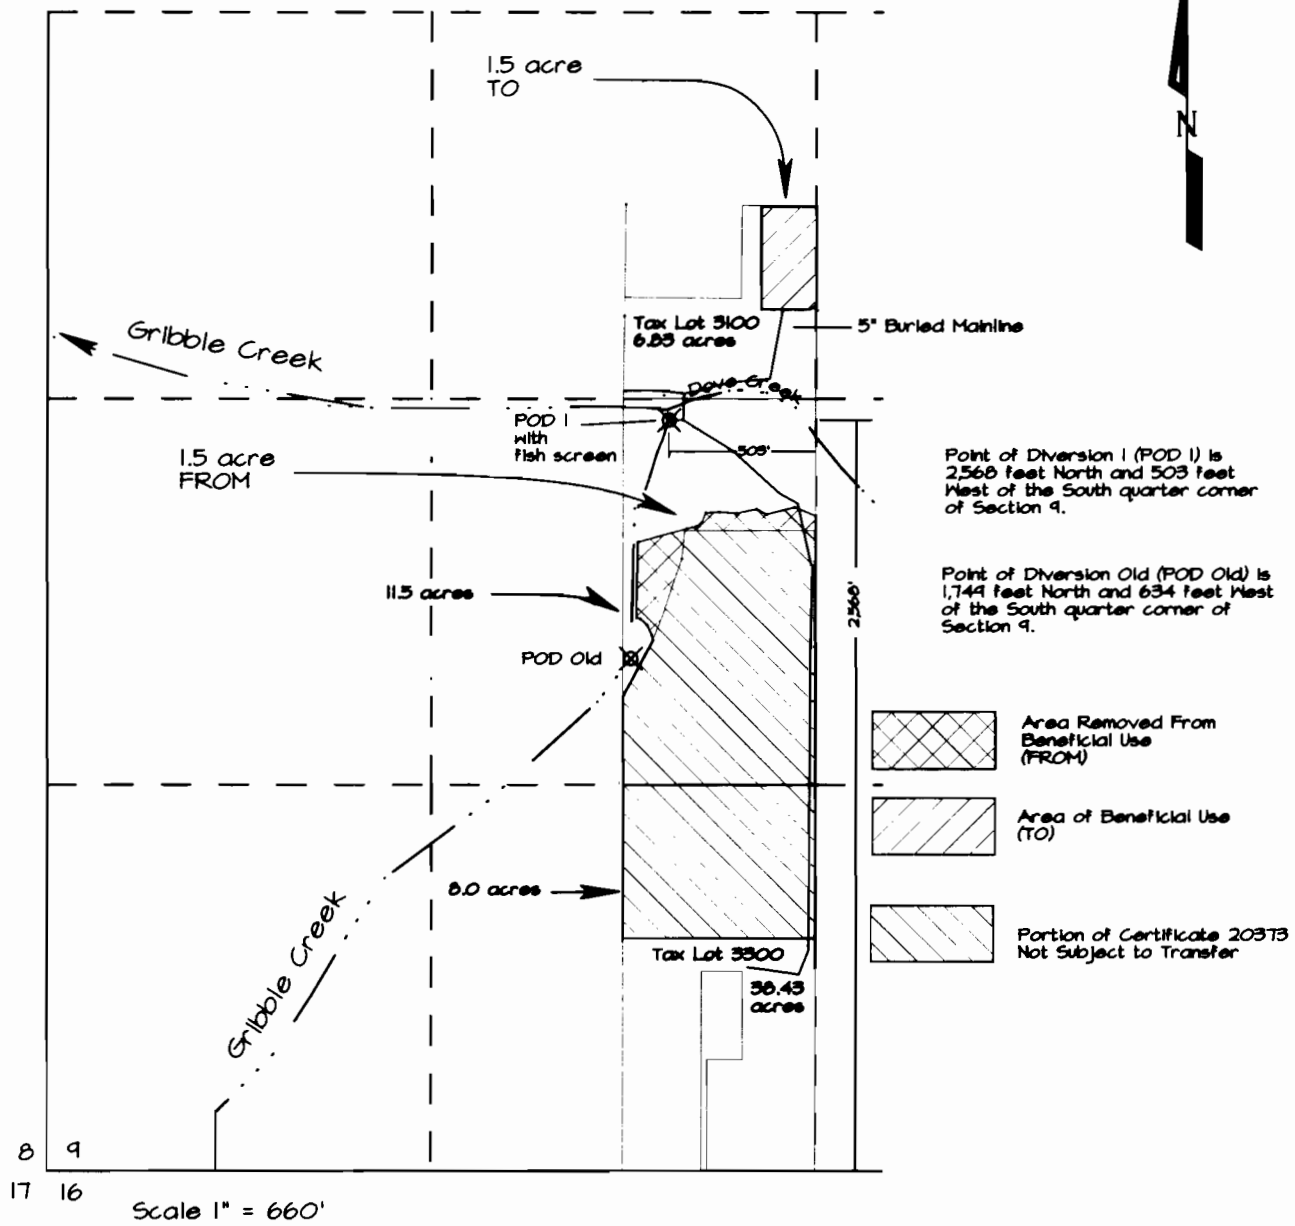 1.5 acre
TO
N
Gribble Creek
Tax Lot 3100
6.83 acres
5" Buried Mainline
Dove Creek
POD 1
with
fish screen
503'
1.5 acre
FROM
Point of Diversion 1 (POD 1) is
2,568 feet North and 503 feet
West of the South quarter corner
of Section 9.
11.5 acres
2568'
Point of Diversion Old (POD Old) is
1,749 feet North and 634 feet West
of the South quarter corner of
Section 9.
POD Old
Area Removed From
Beneficial Use
(FROM)
Area of Beneficial Use
(TO)
8.0 acres
Gribble Creek
Portion of Certificate 20373
Not Subject to Transfer
Tax Lot 3300
38.43
acres
8 9
17 16
Scale 1" = 660'